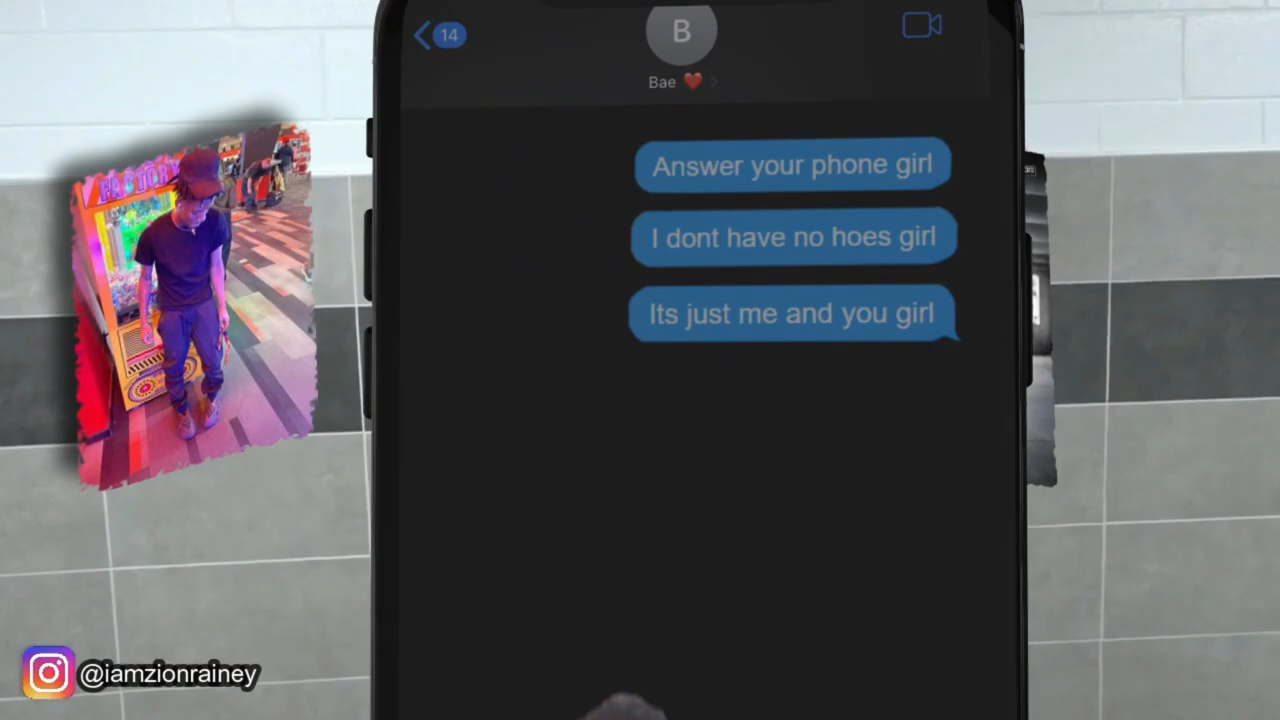 14
B
Bae ❤️
Answer your phone girl
I dont have no hoes girl
Its just me and you girl
FACTORY
@iamzionrainey